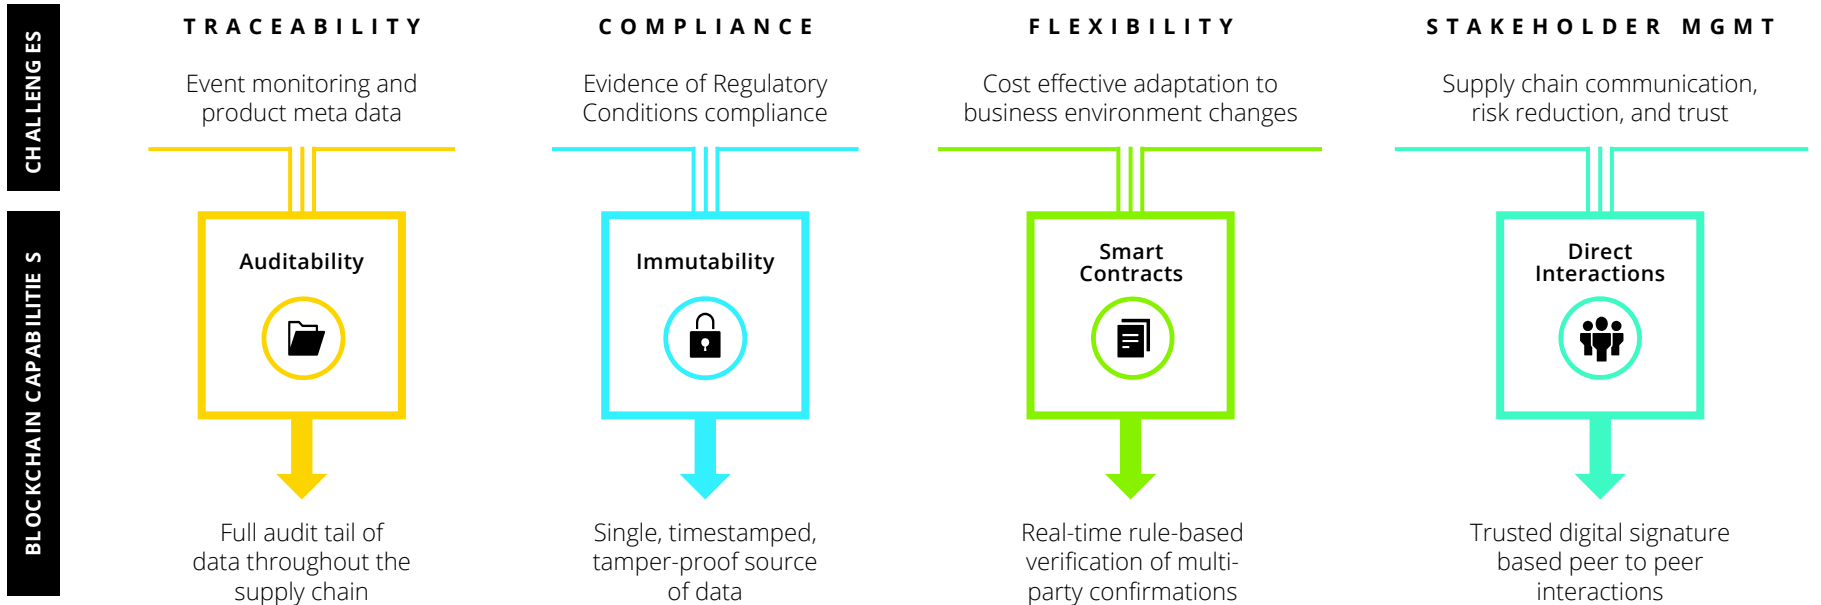 CHALLENGES
TRACEABILITY
Event monitoring and
product meta data
COMPLIANCE
Evidence of Regulatory
Conditions compliance
FLEXIBILITY
Cost effective adaptation to
business environment changes
STAKEHOLDER MGMT
Supply chain communication,
risk reduction, and trust
BLOCKCHAIN CAPABILITIE S
Auditability
Full audit tail of
data throughout the
supply chain
Immutability
Single, timestamped,
tamper-proof source
of data
Smart
Contracts
Real-time rule-based
verification of multi-
party confirmations
Direct
Interactions
Trusted digital signature
based peer to peer
interactions